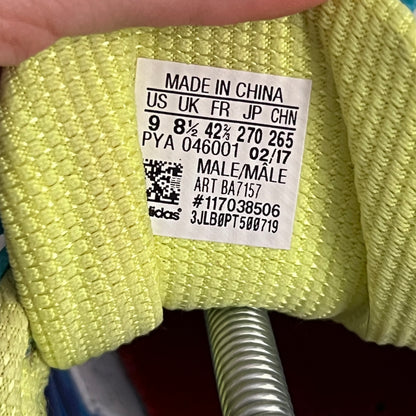 MADE IN CHINA
US UK FR JP CHN
9 8½ 42⅔ 270 265
PYA 046001 02/17
MALE/MÂLE
ART BA7157
#117038506
adidas® 3JLB0PT500719